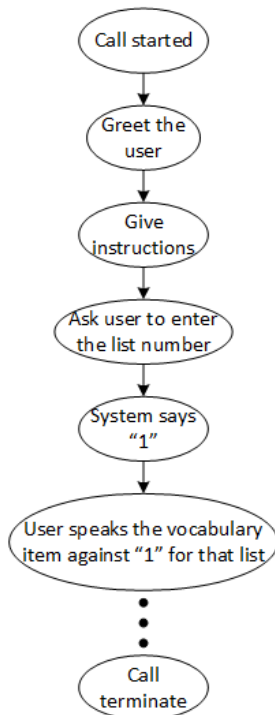 Call started
Greet the
user
Give
instructions
Ask user to enter
the list number
System says
“1”
User speaks the vocabulary
item against “1” for that list
Call
terminate